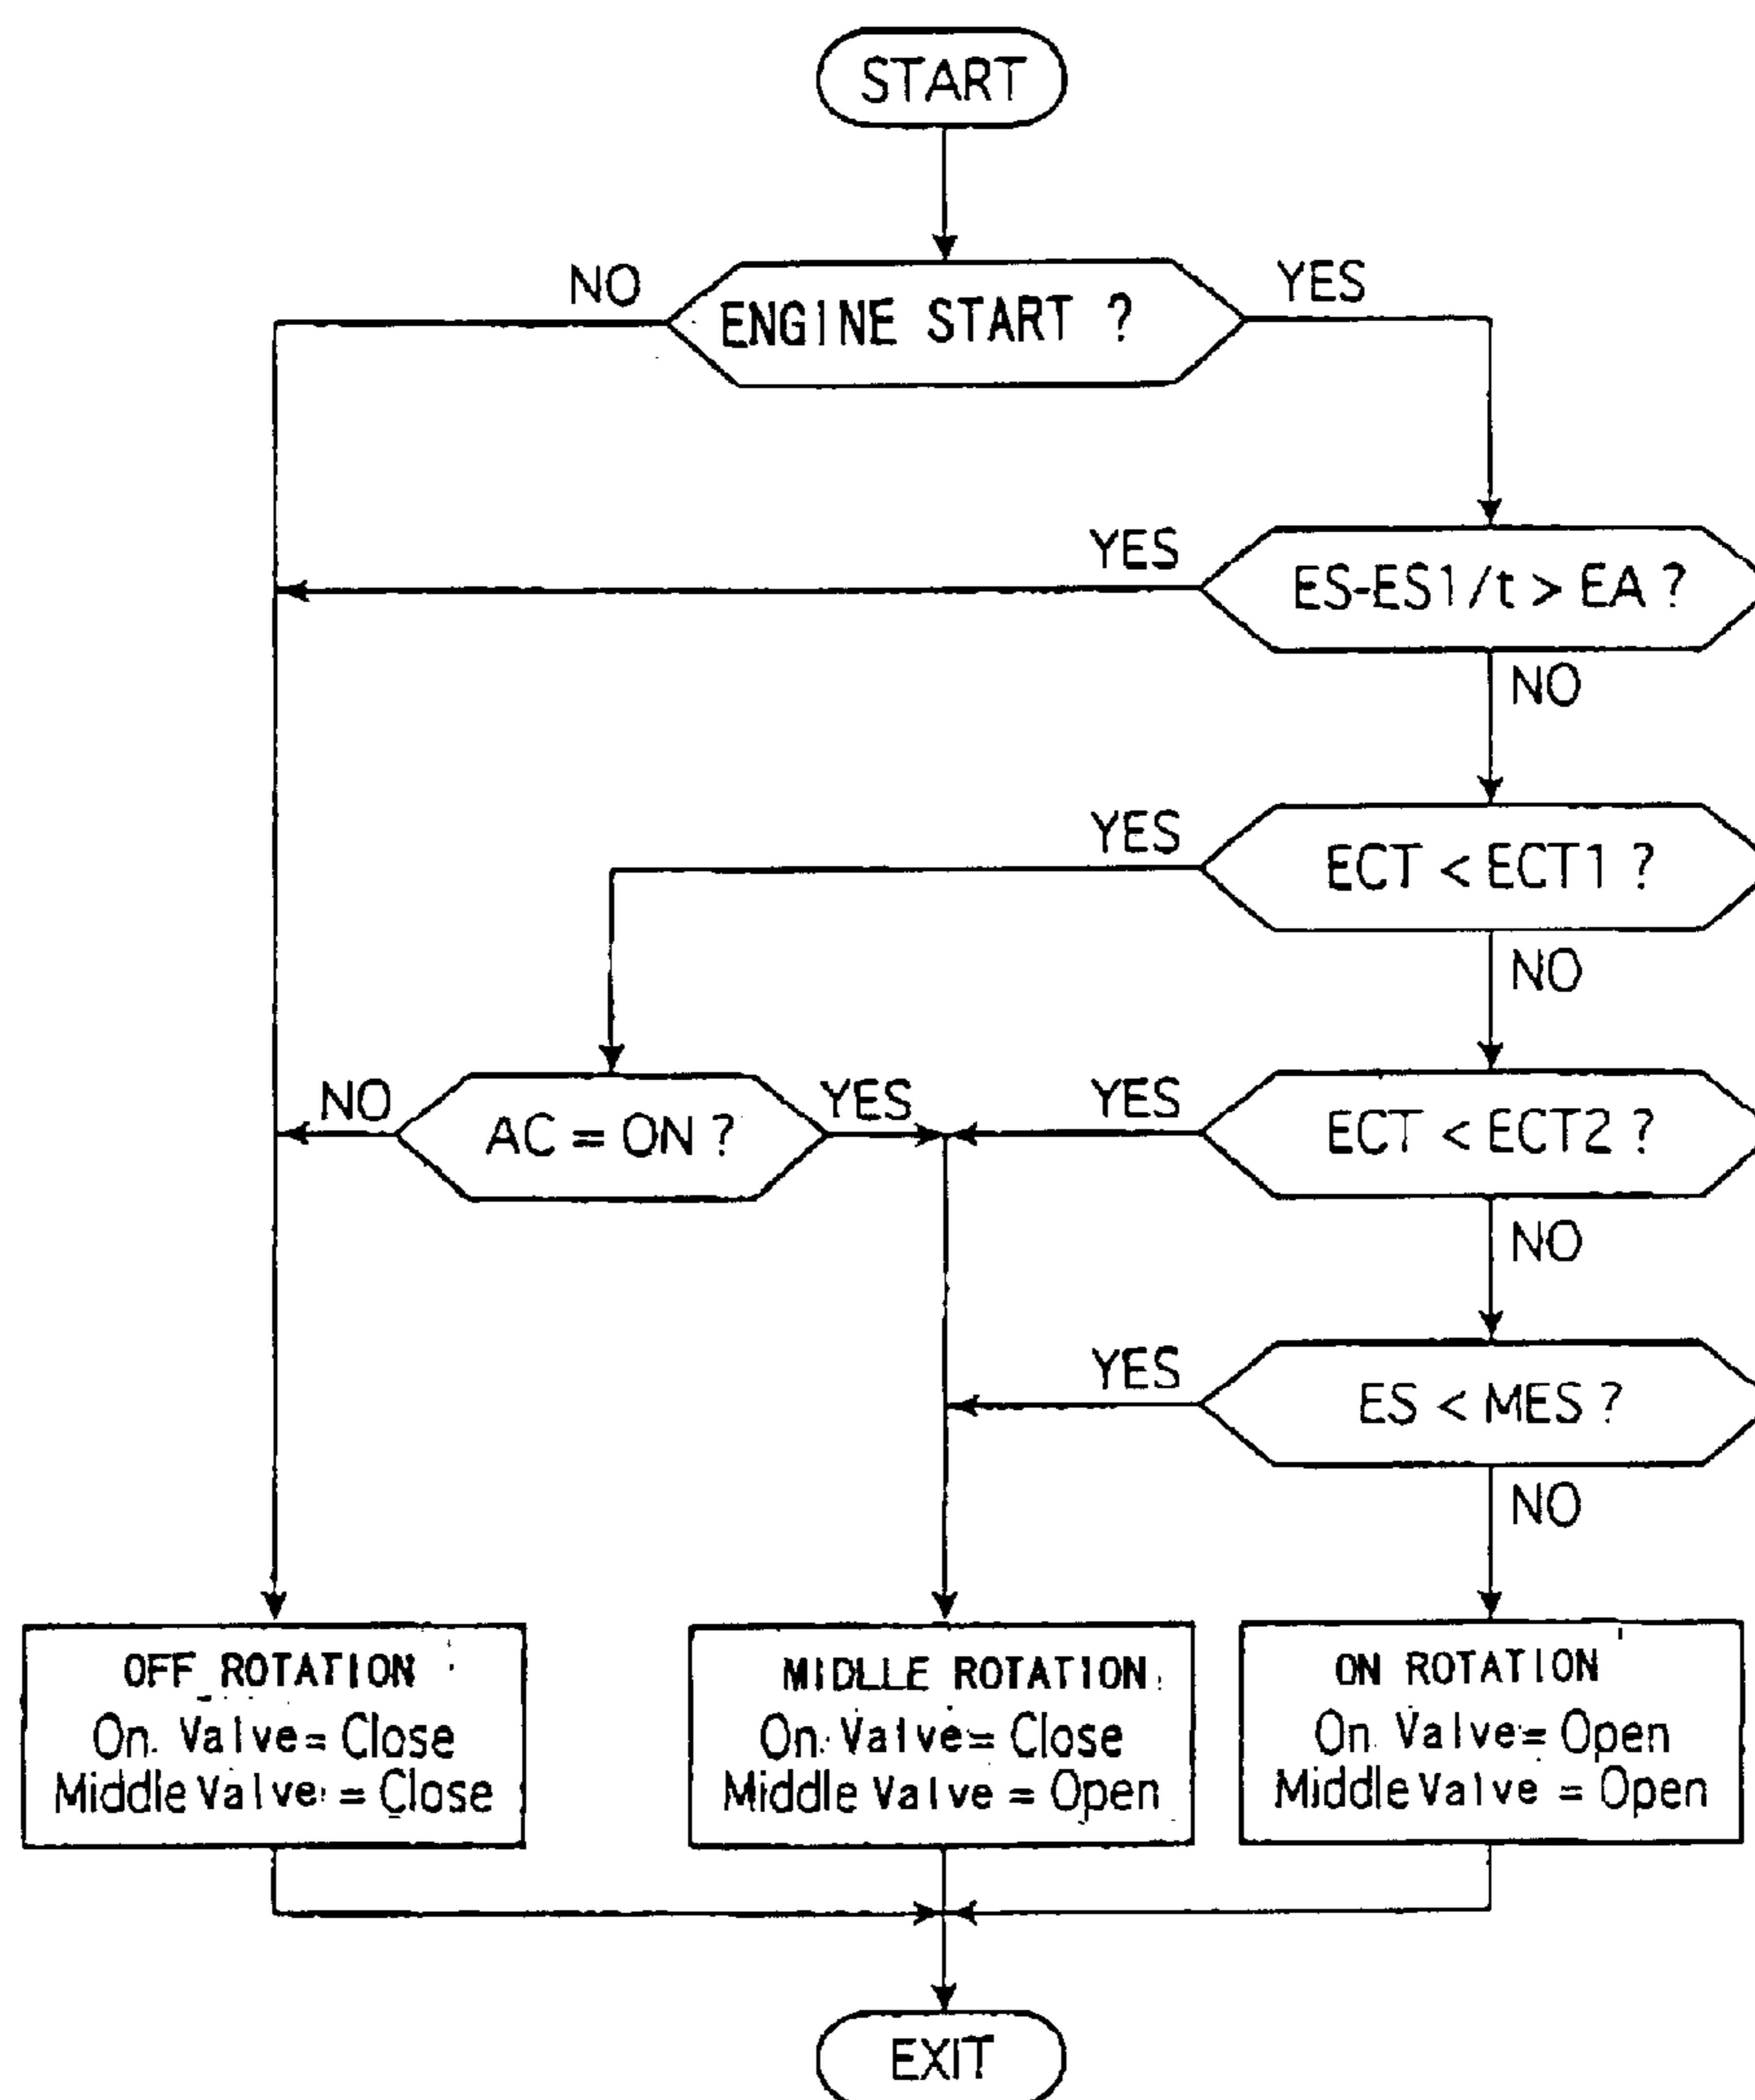 START
NO
YES
ENGINE START ?
YES
ES-ES1/t > EA ?
NO
YES
ECT < ECT1 ?
NO
NO
AC = ON ?
YES
YES
ECT < ECT2 ?
NO
YES
ES < MES ?
NO
OFF ROTATION
On Valve = Close
Middle Valve = Close
MIDLLE ROTATION
On Valve = Close
Middle Valve = Open
ON ROTATION
On Valve = Open
Middle Valve = Open
EXIT